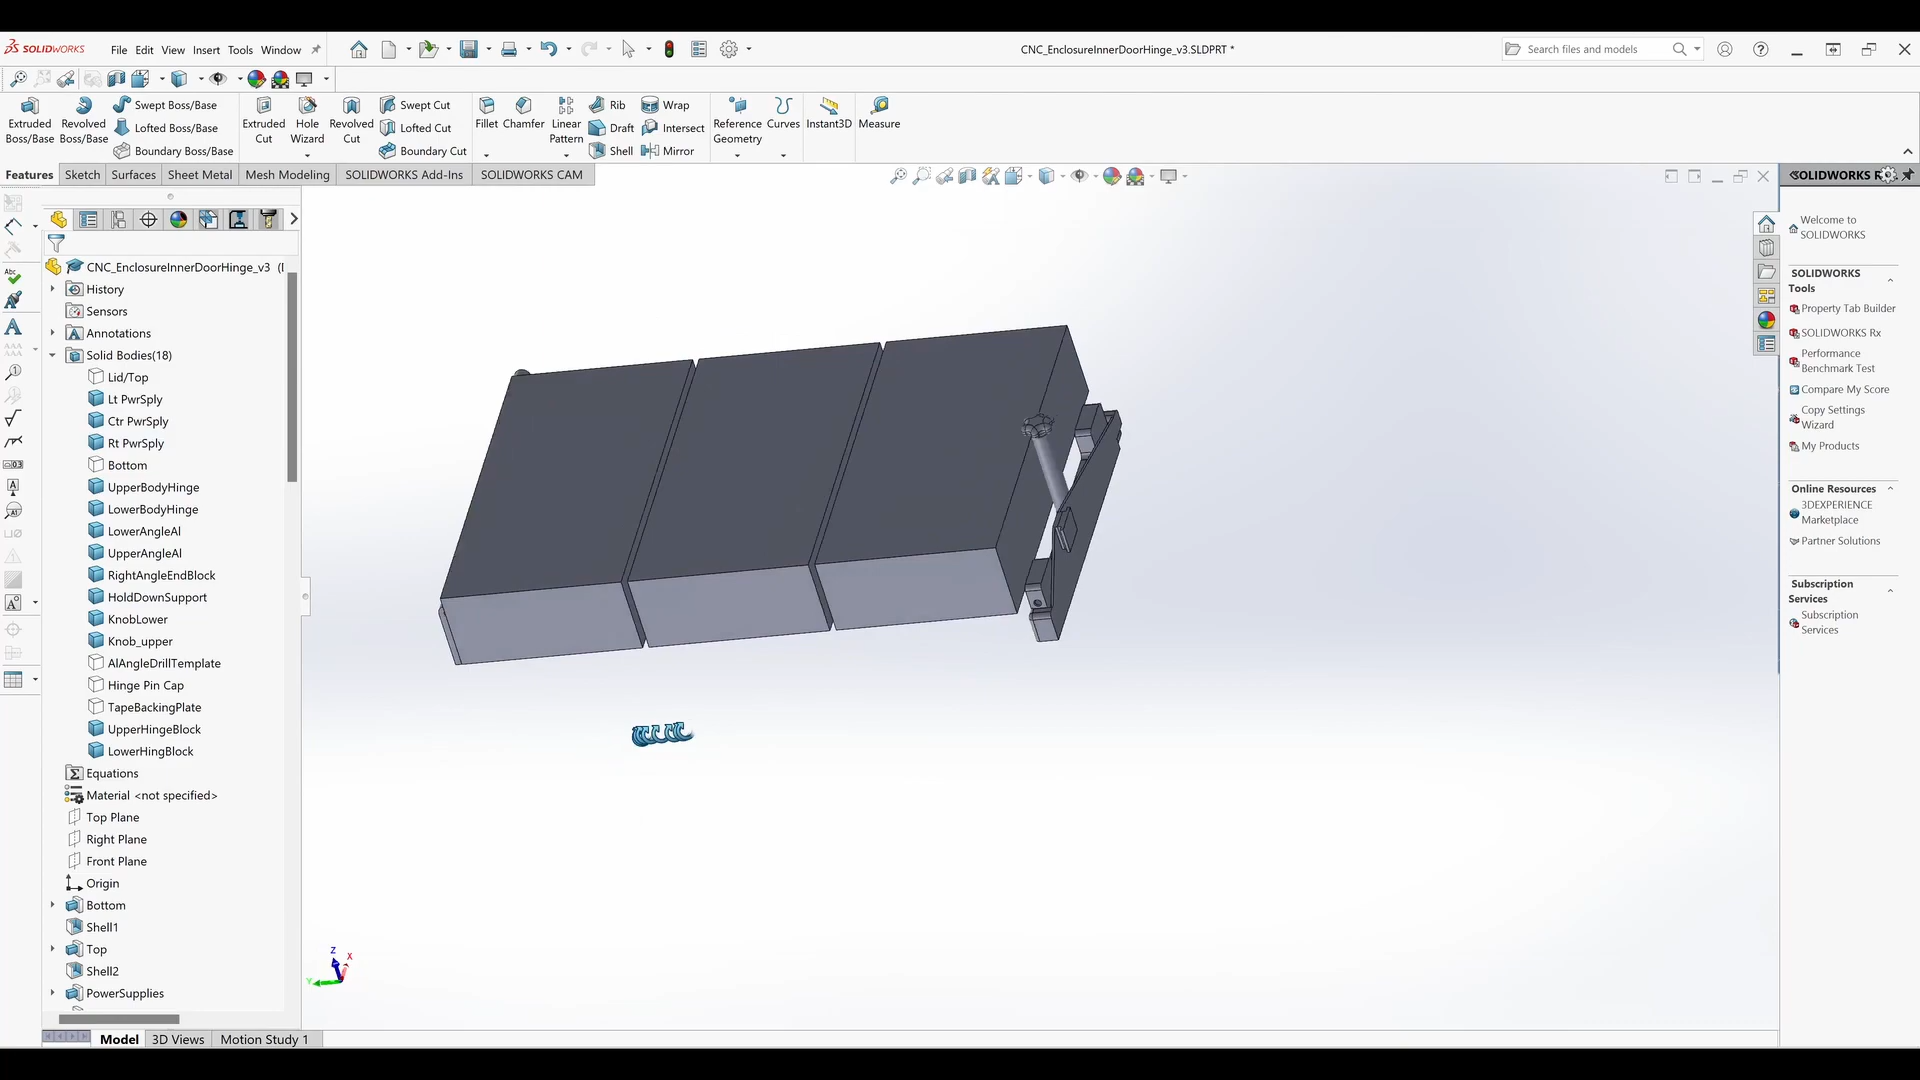 SOLIDWORKS File Edit View Insert Tools Window
CNC_EnclosureInnerDoorHinge_v3.SLDPRT *
Search files and models
Extruded Boss/Base
Revolved Boss/Base
Swept Boss/Base
Lofted Boss/Base
Boundary Boss/Base
Extruded Cut
Hole Wizard
Revolved Cut
Swept Cut
Lofted Cut
Boundary Cut
Fillet
Chamfer
Linear Pattern
Rib
Draft
Shell
Wrap
Intersect
Mirror
Reference Geometry
Curves
Instant3D
Measure
Features Sketch Surfaces Sheet Metal Mesh Modeling SOLIDWORKS Add-Ins SOLIDWORKS CAM
CNC_EnclosureInnerDoorHinge_v3 (
History
Sensors
Annotations
Solid Bodies(18)
Lid/Top
Lt PwrSply
Ctr PwrSply
Rt PwrSply
Bottom
UpperBodyHinge
LowerBodyHinge
LowerAngleAl
UpperAngleAl
RightAngleEndBlock
HoldDownSupport
KnobLower
Knob_upper
AlAngleDrillTemplate
Hinge Pin Cap
TapeBackingPlate
UpperHingeBlock
LowerHingBlock
Equations
Material <not specified>
Top Plane
Right Plane
Front Plane
Origin
Bottom
Shell1
Top
Shell2
PowerSupplies
Z
X
Y
Model 3D Views Motion Study 1
SOLIDWORKS
Welcome to
SOLIDWORKS
SOLIDWORKS
Tools
Property Tab Builder
SOLIDWORKS Rx
Performance
Benchmark Test
Compare My Score
Copy Settings
Wizard
My Products
Online Resources
3DEXPERIENCE
Marketplace
Partner Solutions
Subscription
Services
Subscription
Services